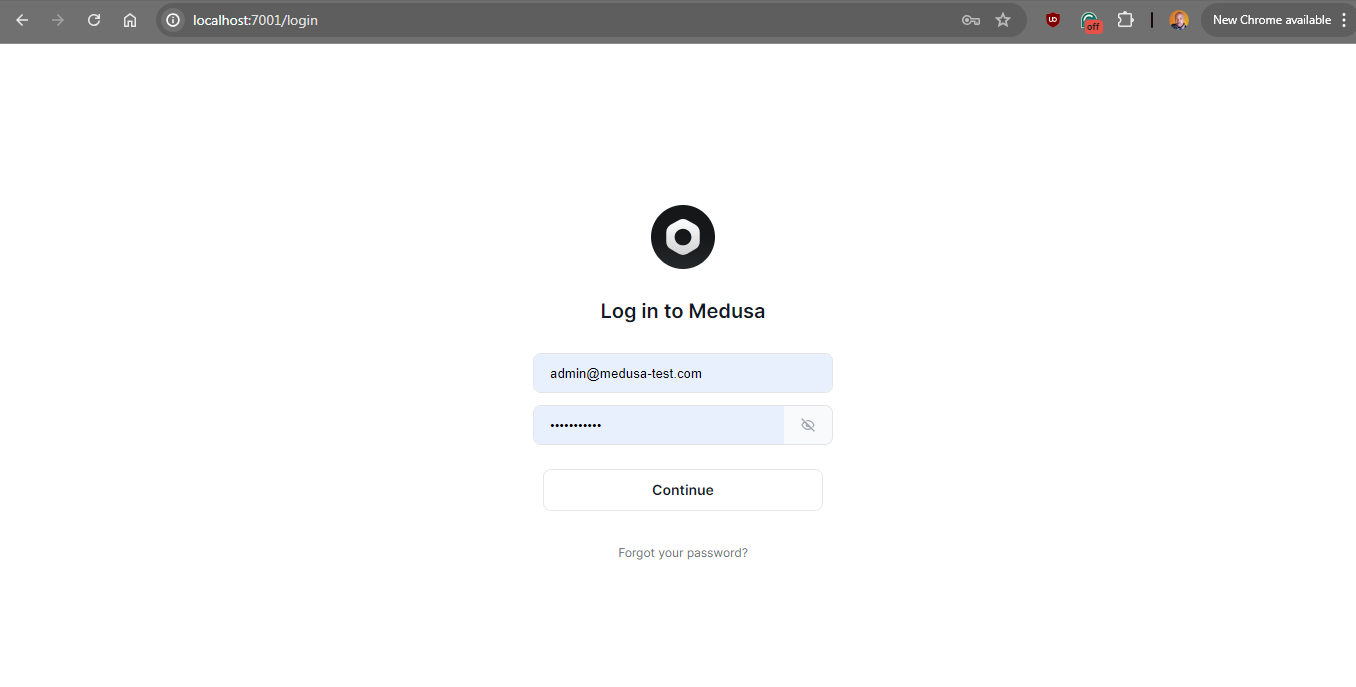 localhost:7001/login
off
New Chrome available
Log in to Medusa
admin@medusa-test.com
•••••••••••
Continue
Forgot your password?